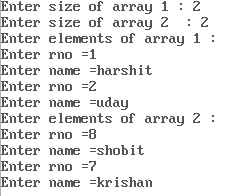 Enter size of array 1 : 2
Enter size of array 2  : 2
Enter elements of array 1 :
Enter rno =1
Enter name =harshit
Enter rno =2
Enter name =uday
Enter elements of array 2 :
Enter rno =8
Enter name =shobit
Enter rno =7
Enter name =krishan